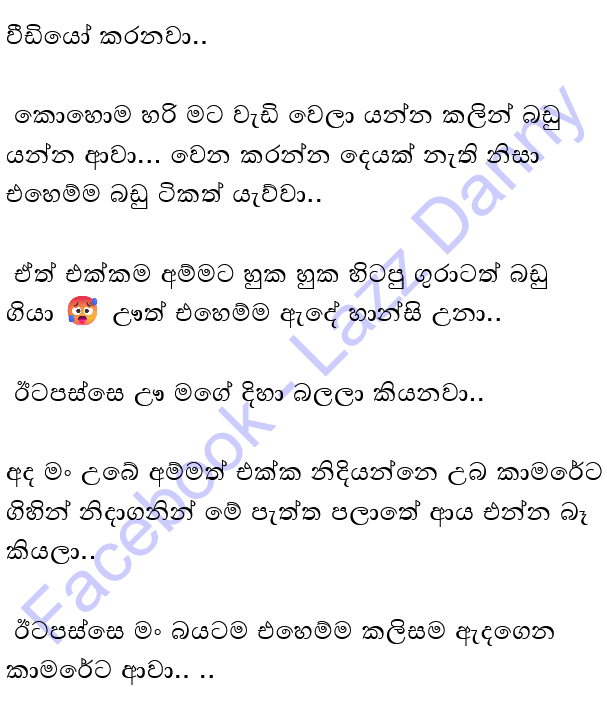 වීඩියෝ කරනවා..
කොහොම හරි මට වැඩි වෙලා යන්න කලින් බඩු
යන්න ආවා... වෙන කරන්න දෙයක් නැති නිසා
එහෙම්ම බඩු ටිකත් යැව්වා..
ඒත් එක්කම අම්මට හුක හුක හිටපු ගුරාටත් බඩු
ගියා 🥵 ඌත් එහෙම්ම ඇදේ හාන්සි උනා..
ඊටපස්සෙ ඌ මගේ දිහා බලලා කියනවා..
අද මං උබේ අම්මත් එක්ක නිදියන්නෙ උබ කාමරේට
ගිහින් නිදාගනින් මේ පැත්ත පලාතේ ආය එන්න බෑ
කියලා..
ඊටපස්සෙ මං බයටම එහෙම්ම කලිසම ඇදගෙන
කාමරේට ආවා.. ..
Facebook - Lazz Danny